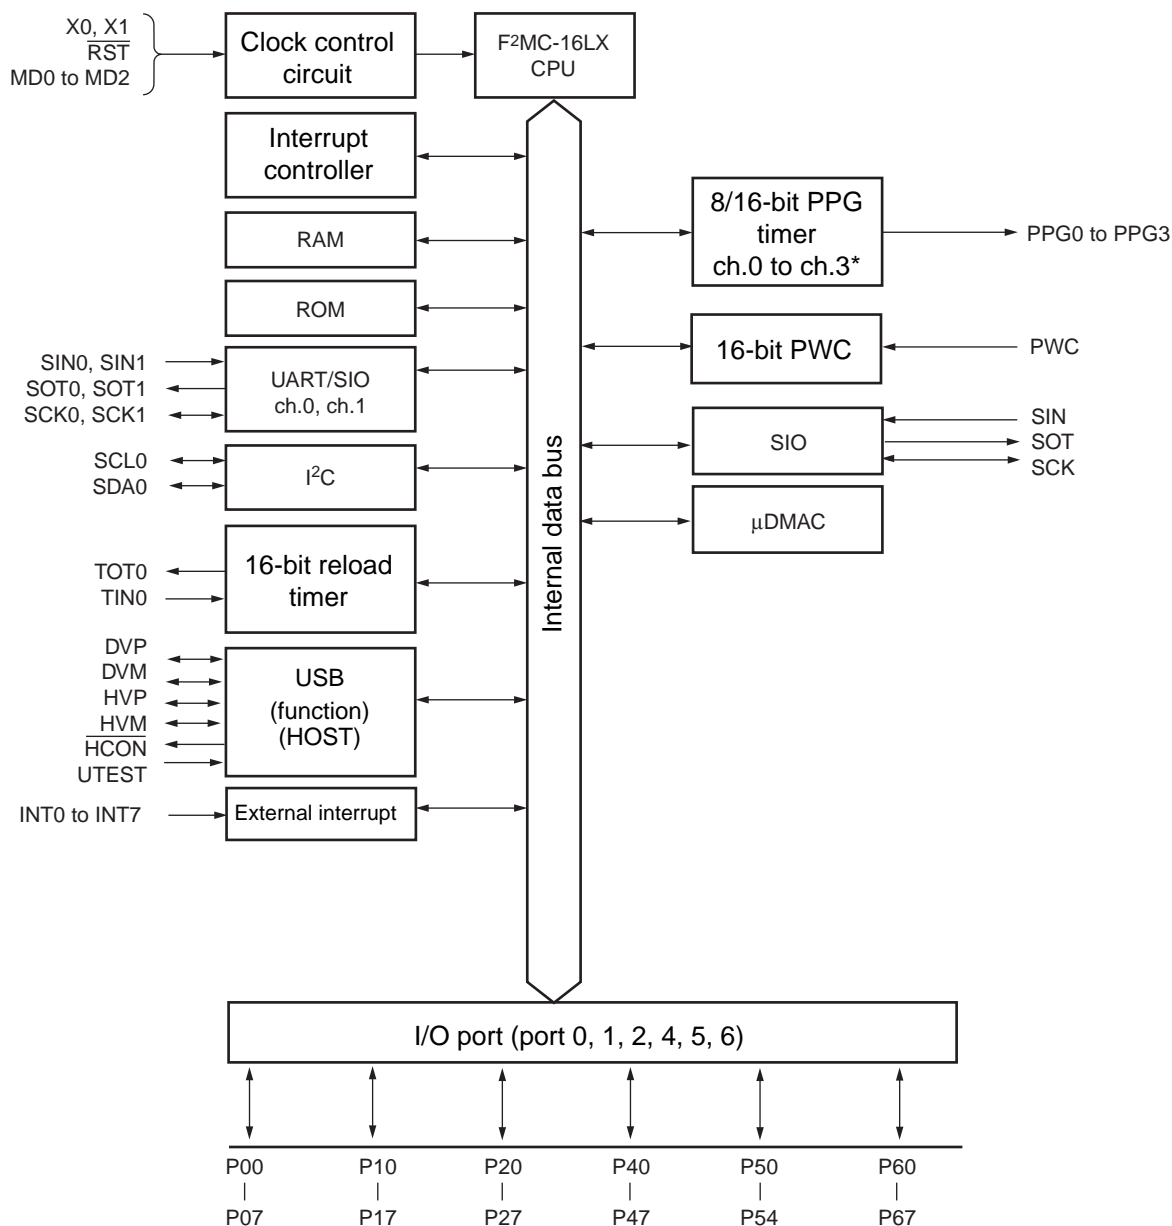 X0, X1
RST
MD0 to MD2
Clock control
circuit
F²MC-16LX
CPU
Interrupt
controller
RAM
ROM
SIN0, SIN1
SOT0, SOT1
SCK0, SCK1
UART/SIO
ch.0, ch.1
SCL0
SDA0
I²C
TOT0
TIN0
16-bit reload
timer
DVP
DVM
HVP
HVM
HCON
UTEST
USB
(function)
(HOST)
INT0 to INT7
External interrupt
Internal data bus
8/16-bit PPG
timer
ch.0 to ch.3*
PPG0 to PPG3
16-bit PWC
PWC
SIO
SIN
SOT
SCK
μDMAC
I/O port (port 0, 1, 2, 4, 5, 6)
P00 P10 P20 P40 P50 P60
P07 P17 P27 P47 P54 P67